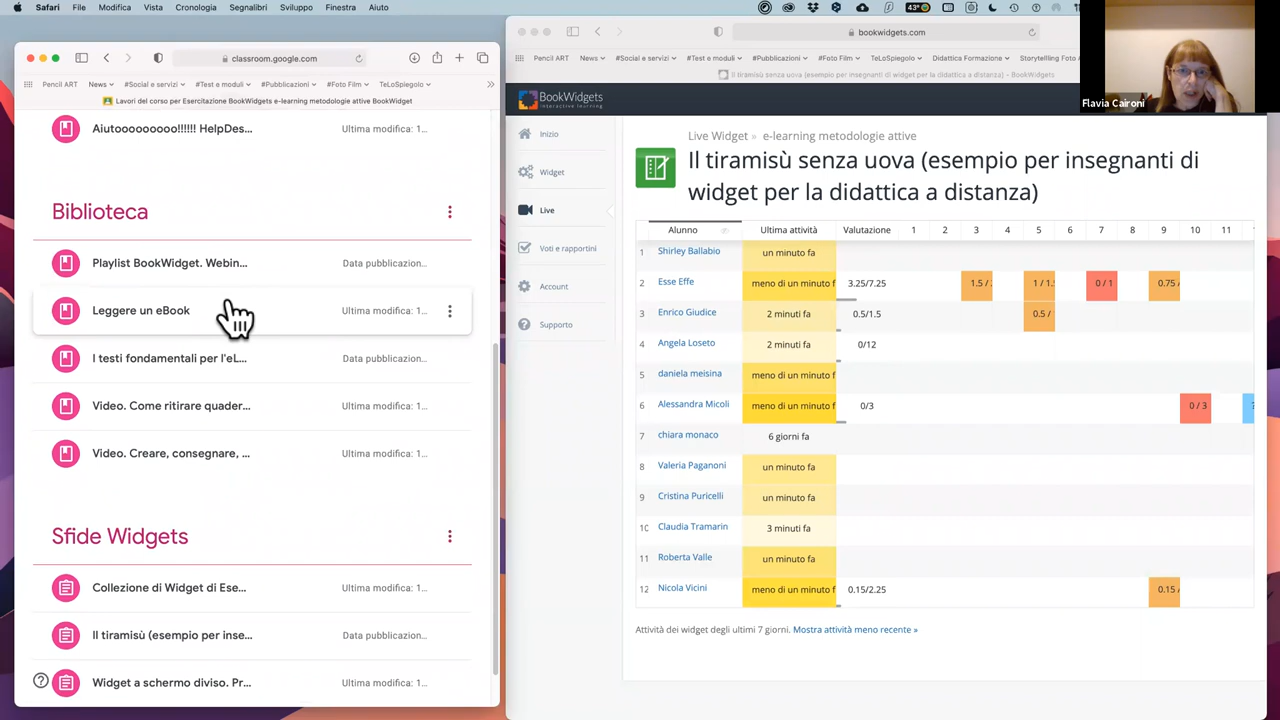 Safari File Modifica Vista Cronologia Segnalibri Sviluppo Finestra Aiuto
43°
classroom.google.com
Pencil ART News #Social e servizi #Test e moduli #Pubblicazioni #Foto Film TeLoSpiegolo
Lavori del corso per Esercitazione BookWidgets e-learning metodologie attive BookWidget
Aiutooooooooo!!!!!! HelpDes... Ultima modifica: 1...
Biblioteca
Playlist BookWidget. Webin... Data pubblicazion...
Leggere un eBook Ultima modifica: 1...
I testi fondamentali per l'eL... Data pubblicazion...
Video. Come ritirare quader... Ultima modifica: 1...
Video. Creare, consegnare, ... Ultima modifica: 1...
Sfide Widgets
Collezione di Widget di Ese... Ultima modifica: 1...
Il tiramisù (esempio per inse... Data pubblicazion...
Widget a schermo diviso. Pr... Ultima modifica: 1...
bookwidgets.com
Pencil ART News #Social e servizi #Test e moduli #Pubblicazioni #Foto Film TeLoSpiegolo Didattica Formazione Storytelling Foto
Il tiramisù senza uova (esempio per insegnanti di widget per la didattica a distanza) – BookWidgets
BookWidgets
interactive learning
Inizio
Widget
Live
Voti e rapportini
Account
Supporto
Live Widget » e-learning metodologie attive
Il tiramisù senza uova (esempio per insegnanti di
widget per la didattica a distanza)
Alunno Ultima attività Valutazione 1 2 3 4 5 6 7 8 9 10 11
1 Shirley Ballabio un minuto fa
2 Esse Effe meno di un minuto f 3.25/7.25 1.5 / 1 / 1. 0 / 1 0.75 /
3 Enrico Giudice 2 minuti fa 0.5/1.5 0.5 /
4 Angela Loseto 2 minuti fa 0/12
5 daniela meisina meno di un minuto f
6 Alessandra Micoli meno di un minuto f 0/3 0 / 3
7 chiara monaco 6 giorni fa
8 Valeria Paganoni un minuto fa
9 Cristina Puricelli un minuto fa
10 Claudia Tramarin 3 minuti fa
11 Roberta Valle un minuto fa
12 Nicola Vicini meno di un minuto f 0.15/2.25 0.15 /
Attività dei widget degli ultimi 7 giorni. Mostra attività meno recente »
Flavia Caironi